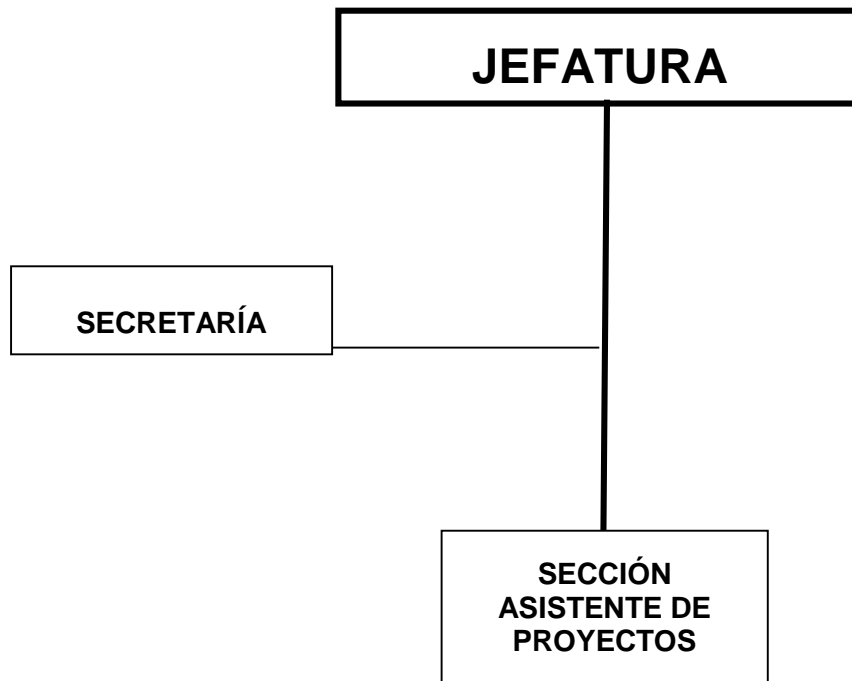 JEFATURA
SECRETARÍA
SECCIÓN
ASISTENTE DE
PROYECTOS